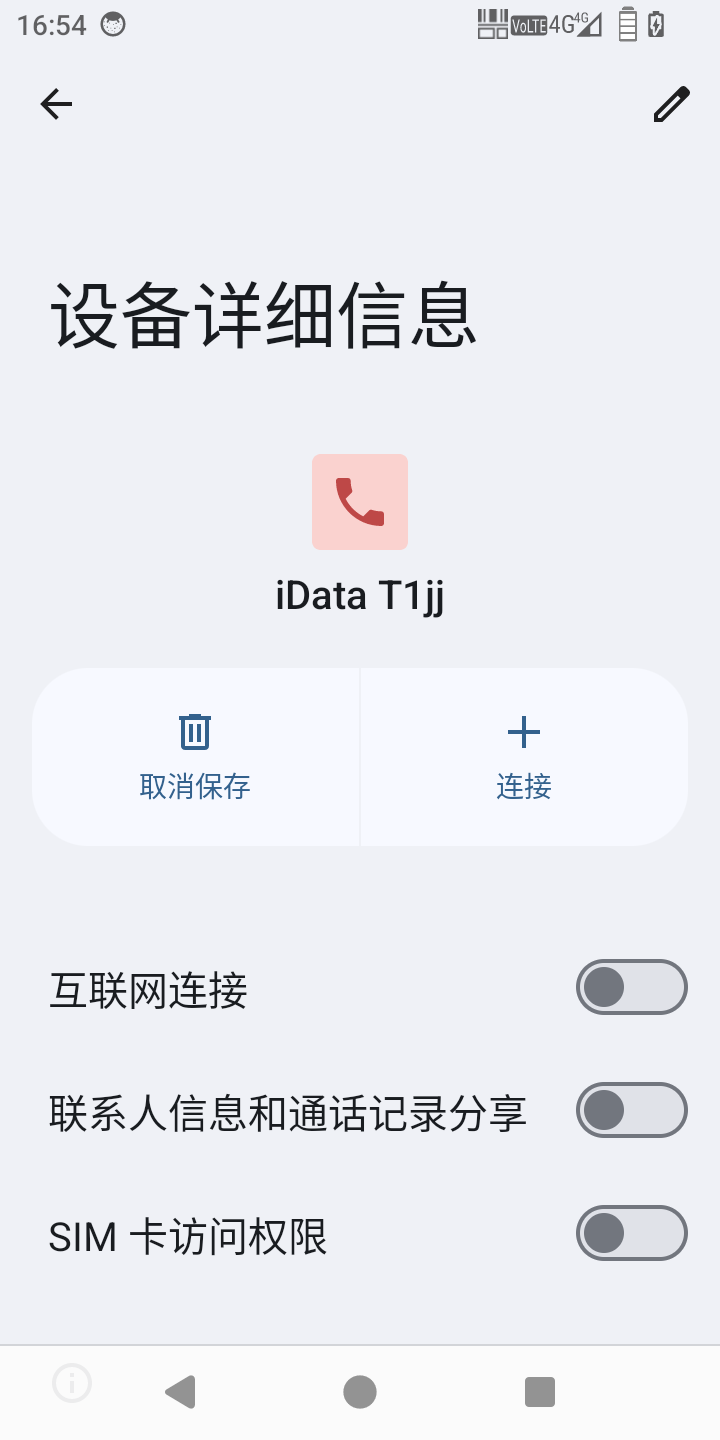 16:54
VoLTE 4G 4G
设备详细信息
iData T1jj
取消保存
连接
互联网连接
联系人信息和通话记录分享
SIM 卡访问权限